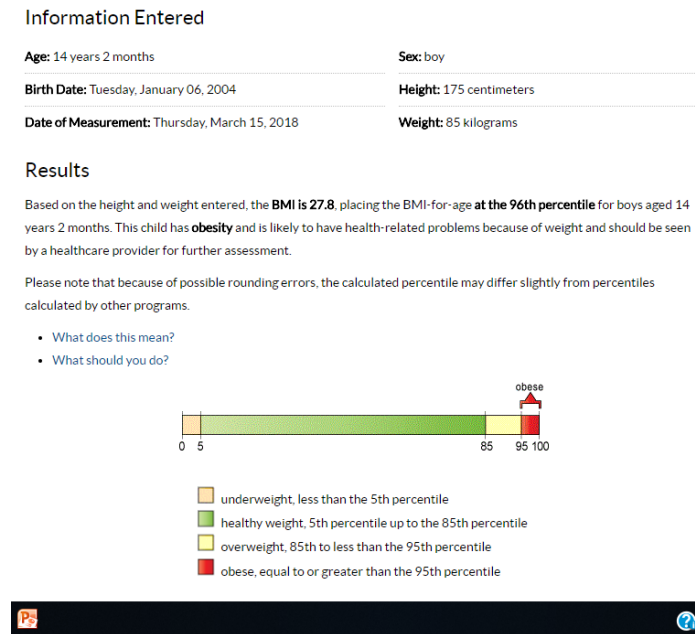 Information Entered
Age: 14 years 2 months
Sex: boy
Birth Date: Tuesday, January 06, 2004
Height: 175 centimeters
Date of Measurement: Thursday, March 15, 2018
Weight: 85 kilograms
Results
Based on the height and weight entered, the BMI is 27.8, placing the BMI-for-age at the 96th percentile for boys aged 14
years 2 months. This child has obesity and is likely to have health-related problems because of weight and should be seen
by a healthcare provider for further assessment.
Please note that because of possible rounding errors, the calculated percentile may differ slightly from percentiles
calculated by other programs.
• What does this mean?
• What should you do?
obese
0 5 85 95 100
underweight, less than the 5th percentile
healthy weight, 5th percentile up to the 85th percentile
overweight, 85th to less than the 95th percentile
obese, equal to or greater than the 95th percentile
P
?